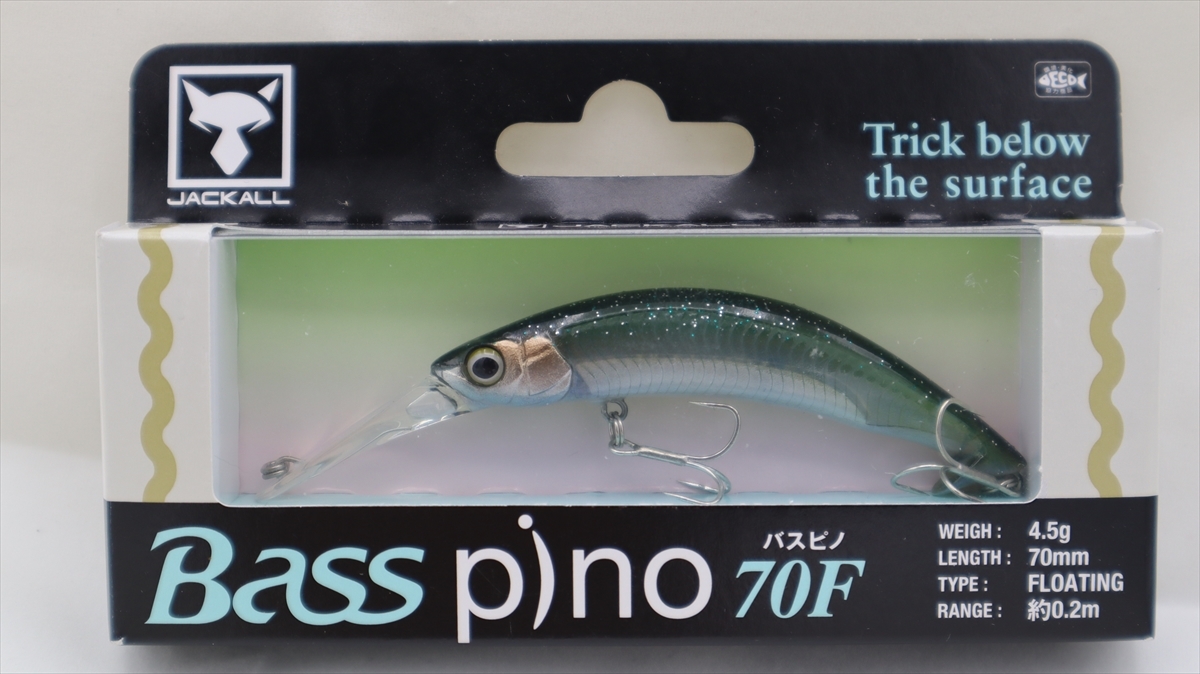 JACKALL
Trick below
the surface
ECO
Bass pino 70F
バスピノ
WEIGH : 4.5g
LENGTH : 70mm
TYPE : FLOATING
RANGE : 約0.2m